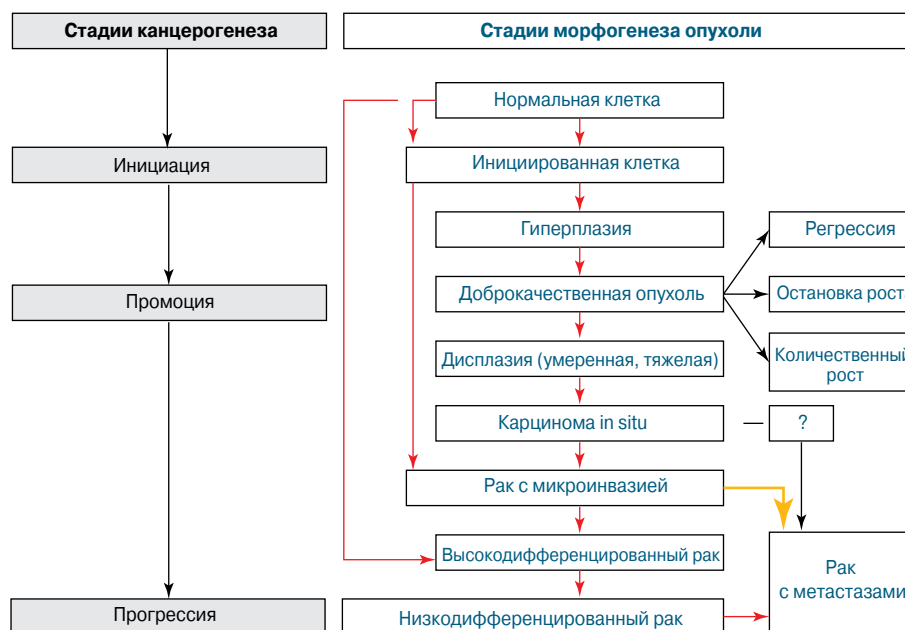 Стадии канцерогенеза
Стадии морфогенеза опухоли
Нормальная клетка
Инициация
Инициированная клетка
Гиперплазия
Регрессия
Промоция
Доброкачественная опухоль
Остановка роста
Дисплазия (умеренная, тяжелая)
Количественный
рост
Карцинома in situ
— ?
Рак с микроинвазией
Высокодифференцированный рак
Рак
с метастазами
Прогрессия
Низкодифференцированный рак